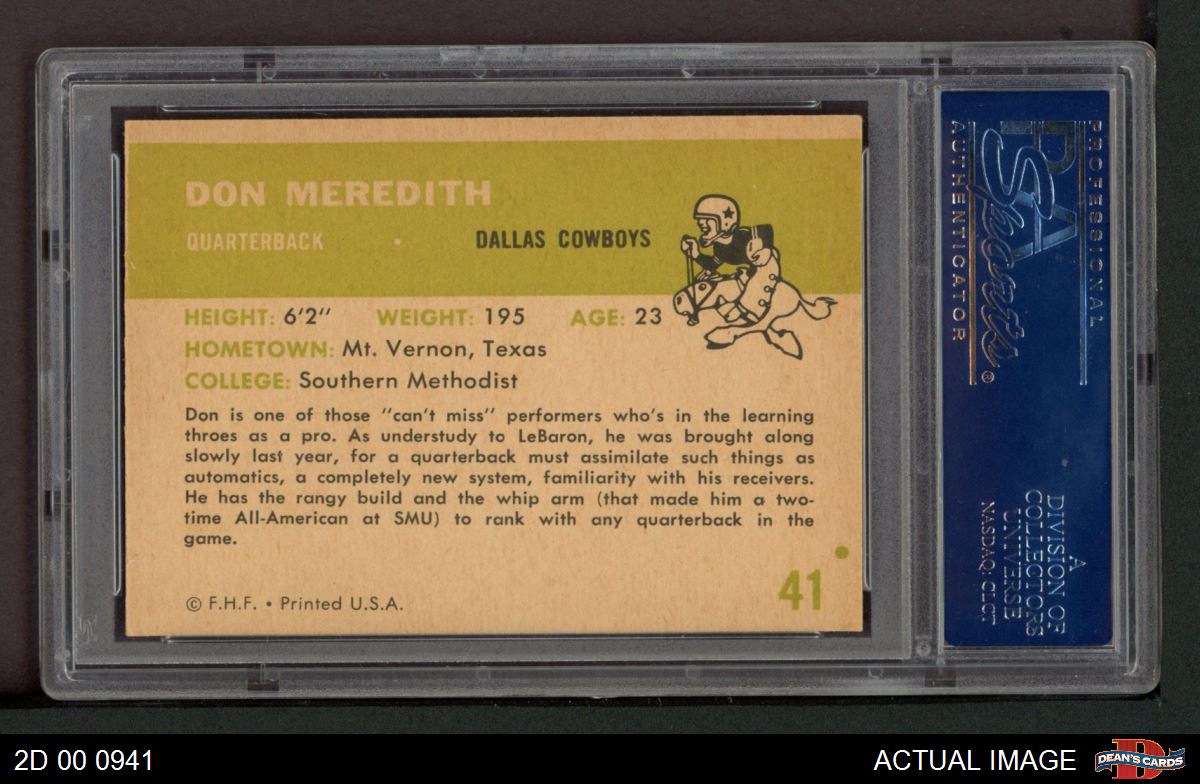 DON MEREDITH
QUARTERBACK
DALLAS COWBOYS
HEIGHT: 6'2" WEIGHT: 195 AGE: 23
HOMETOWN: Mt. Vernon, Texas
COLLEGE: Southern Methodist
Don is one of those "can't miss" performers who's in the learning
throes as a pro. As understudy to LeBaron, he was brought along
slowly last year, for a quarterback must assimilate such things as
automatics, a completely new system, familiarity with his receivers.
He has the rangy build and the whip arm (that made him a two-
time All-American at SMU) to rank with any quarterback in the
game.
41
© F.H.F. • Printed U.S.A.
PROFESSIONAL
PSA
Sports®
AUTHENTICATOR
A
DIVISION OF
COLLECTORS
UNIVERSE
NASDAQ: CLCT
2D 00 0941
ACTUAL IMAGE
DEAN'S CARDS